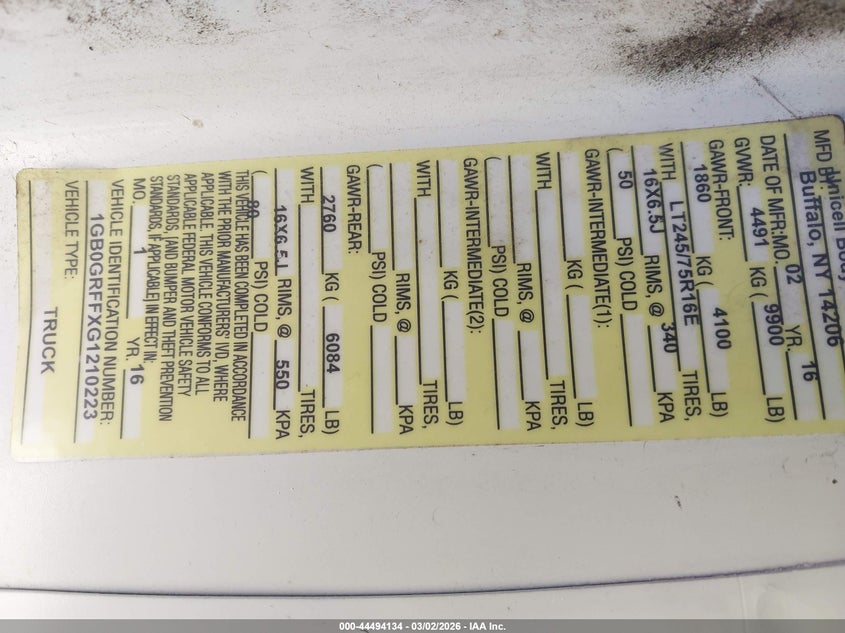 MFD BY: Unicell Body
Buffalo, NY 14206
DATE OF MFR:MO. 02 YR. 16
GVWR: 4491 KG ( 9900 LB)
GAWR-FRONT:
1860 KG ( 4100 LB)
WITH LT245/75R16E TIRES,
16X6.5J RIMS, @ 340 KPA
( 50 PSI) COLD
GAWR-INTERMEDIATE(1):
KG ( LB)
WITH TIRES,
RIMS, @ KPA
( PSI) COLD
GAWR-INTERMEDIATE(2):
KG ( LB)
WITH TIRES,
RIMS, @ KPA
( PSI) COLD
GAWR-REAR:
2760 KG ( 6084 LB)
WITH TIRES,
16X6.5J RIMS, @ 550 KPA
( 80 PSI) COLD
THIS VEHICLE HAS BEEN COMPLETED IN ACCORDANCE
WITH THE PRIOR MANUFACTURERS' IVD, WHERE
APPLICABLE. THIS VEHICLE CONFORMS TO ALL
APPLICABLE FEDERAL MOTOR VEHICLE SAFETY
STANDARDS, [AND BUMPER AND THEFT PREVENTION
STANDARDS, IF APPLICABLE] IN EFFECT IN:
MO. 1 YR. 16
VEHICLE IDENTIFICATION NUMBER:
1GB0GRFFXG1210223
VEHICLE TYPE:
TRUCK
000-44494134 - 03/02/2026 - IAA Inc.